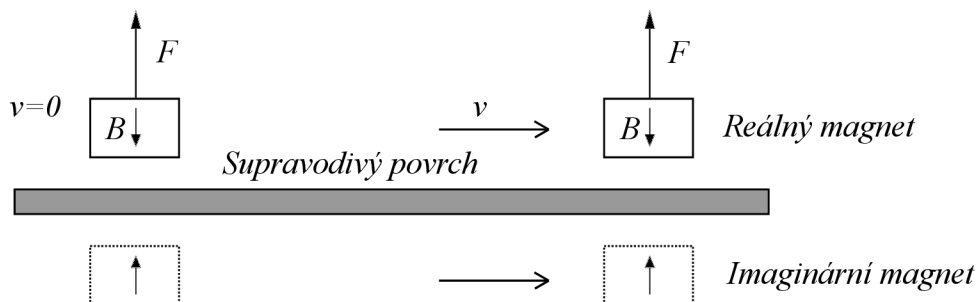 F
F
v=0
B
v
B
Reálný magnet
Supravodivý povrch
Imaginární magnet